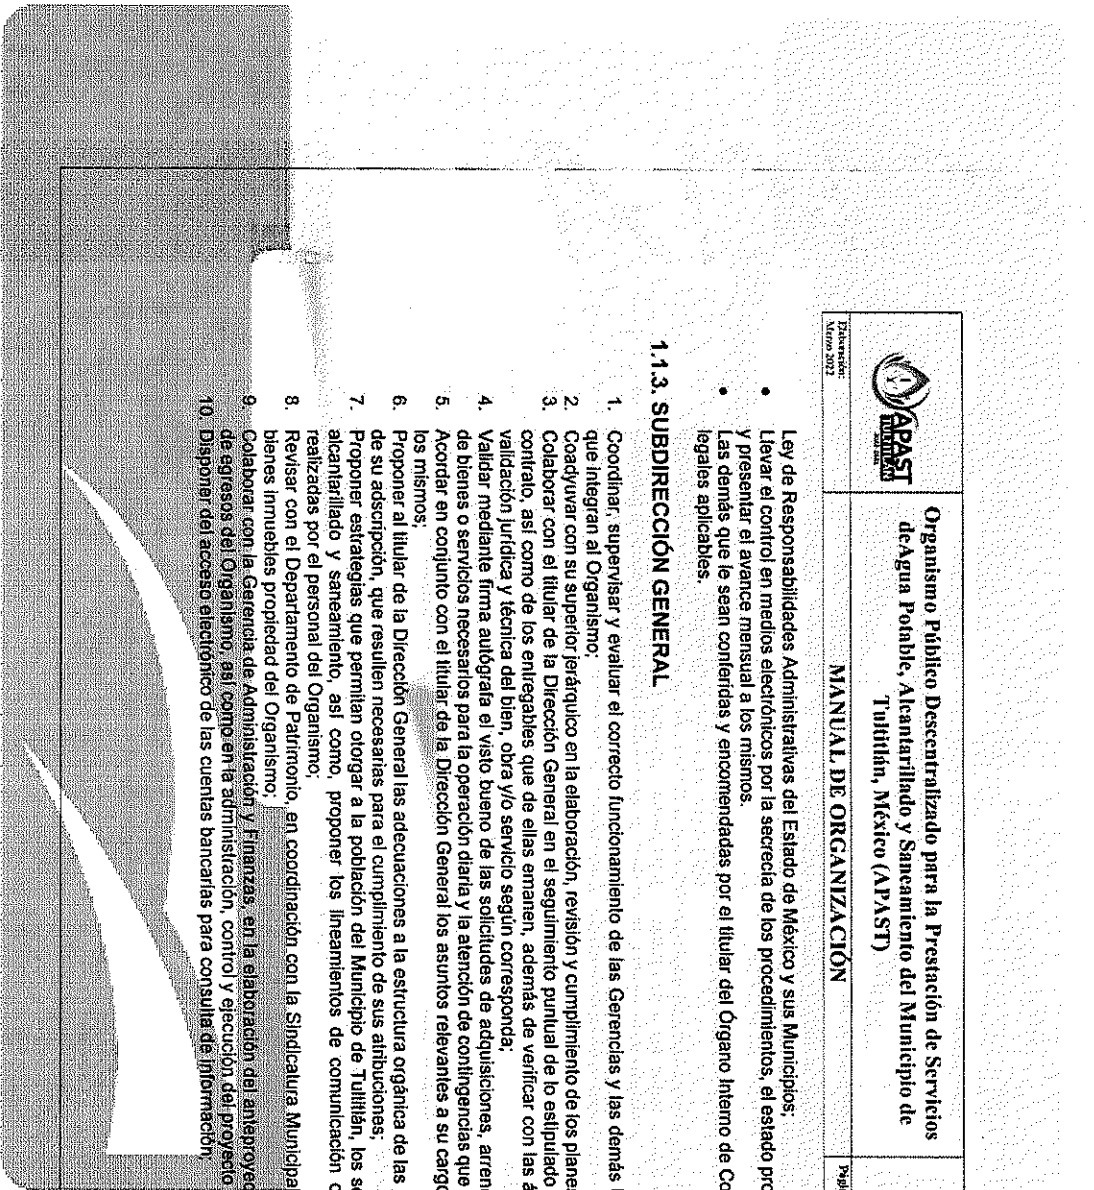 APAST
TULTITLÁN
Organismo Público Descentralizado para la Prestación de Servicios
deAgua Potable, Alcantarillado y Saneamiento del Municipio de
Tultitlán, México (APAST)
Elaboración:
Marzo 2022
MANUAL DE ORGANIZACIÓN
Ley de Responsabilidades Administrativas del Estado de México y sus Municipios;
• Llevar el control en medios electrónicos por la secrecía de los procedimientos, el estado
y presentar el avance mensual a los mismos.
• Las demás que le sean conferidas y encomendadas por el titular del Órgano Interno de
legales aplicables.
1.1.3. SUBDIRECCIÓN GENERAL
1. Coordinar, supervisar y evaluar el correcto funcionamiento de las Gerencias y las demás
que integran al Organismo;
2. Coadyuvar con su superior jerárquico en la elaboración, revisión y cumplimiento de los
3. Colaborar con el titular de la Dirección General en el seguimiento puntual de lo estipulado
contrato, así como de los entregables que de ellas emanen, además de verificar con las
validación jurídica y técnica del bien, obra y/o servicio según corresponda;
4. Validar mediante firma autógrafa el visto bueno de las solicitudes de adquisiciones,
de bienes o servicios necesarios para la operación diaria y la atención de contingencias que
5. Acordar en conjunto con el titular de la Dirección General los asuntos relevantes a su
los mismos;
6. Proponer al titular de la Dirección General las adecuaciones a la estructura orgánica de las
de su adscripción, que resulten necesarias para el cumplimiento de sus atribuciones;
7. Proponer estrategias que permitan otorgar a la población del Municipio de Tultitlán, los
alcantarillado y saneamiento, así como, proponer los lineamientos de comunicación
realizadas por el personal del Organismo;
8. Revisar con el Departamento de Patrimonio, en coordinación con la Sindicatura Municipal
bienes inmuebles propiedad del Organismo;
9. Colaborar con la Gerencia de Administración y Finanzas, en la elaboración del
de egresos del Organismo, así como en la administración, control y ejecución del proyecto
10. Disponer del acceso electrónico de las cuentas bancarias para consulta de información;